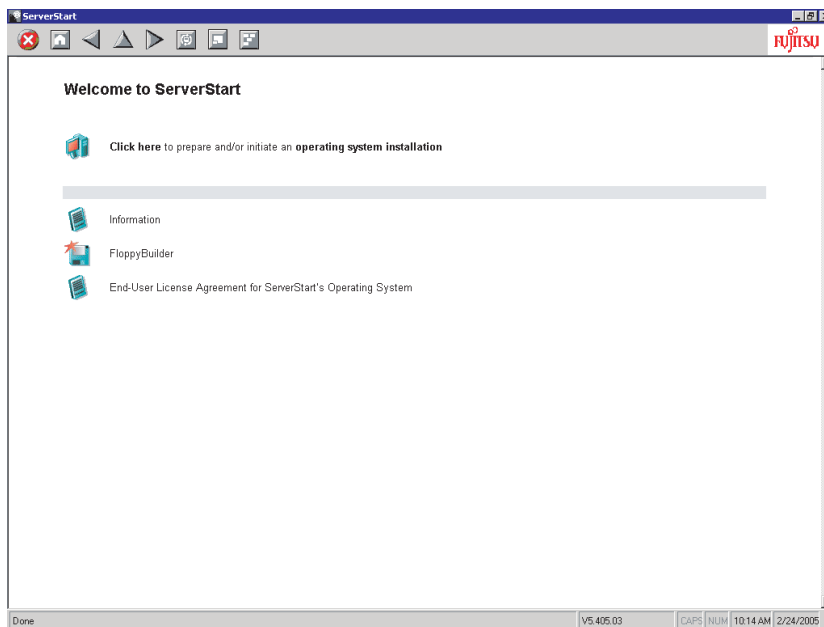 ServerStart
FUJITSU
Welcome to ServerStart
Click here to prepare and/or initiate an operating system installation
Information
FloppyBuilder
End-User License Agreement for ServerStart's Operating System
Done V5.405.03 CAPS NUM 10:14 AM 2/24/2005